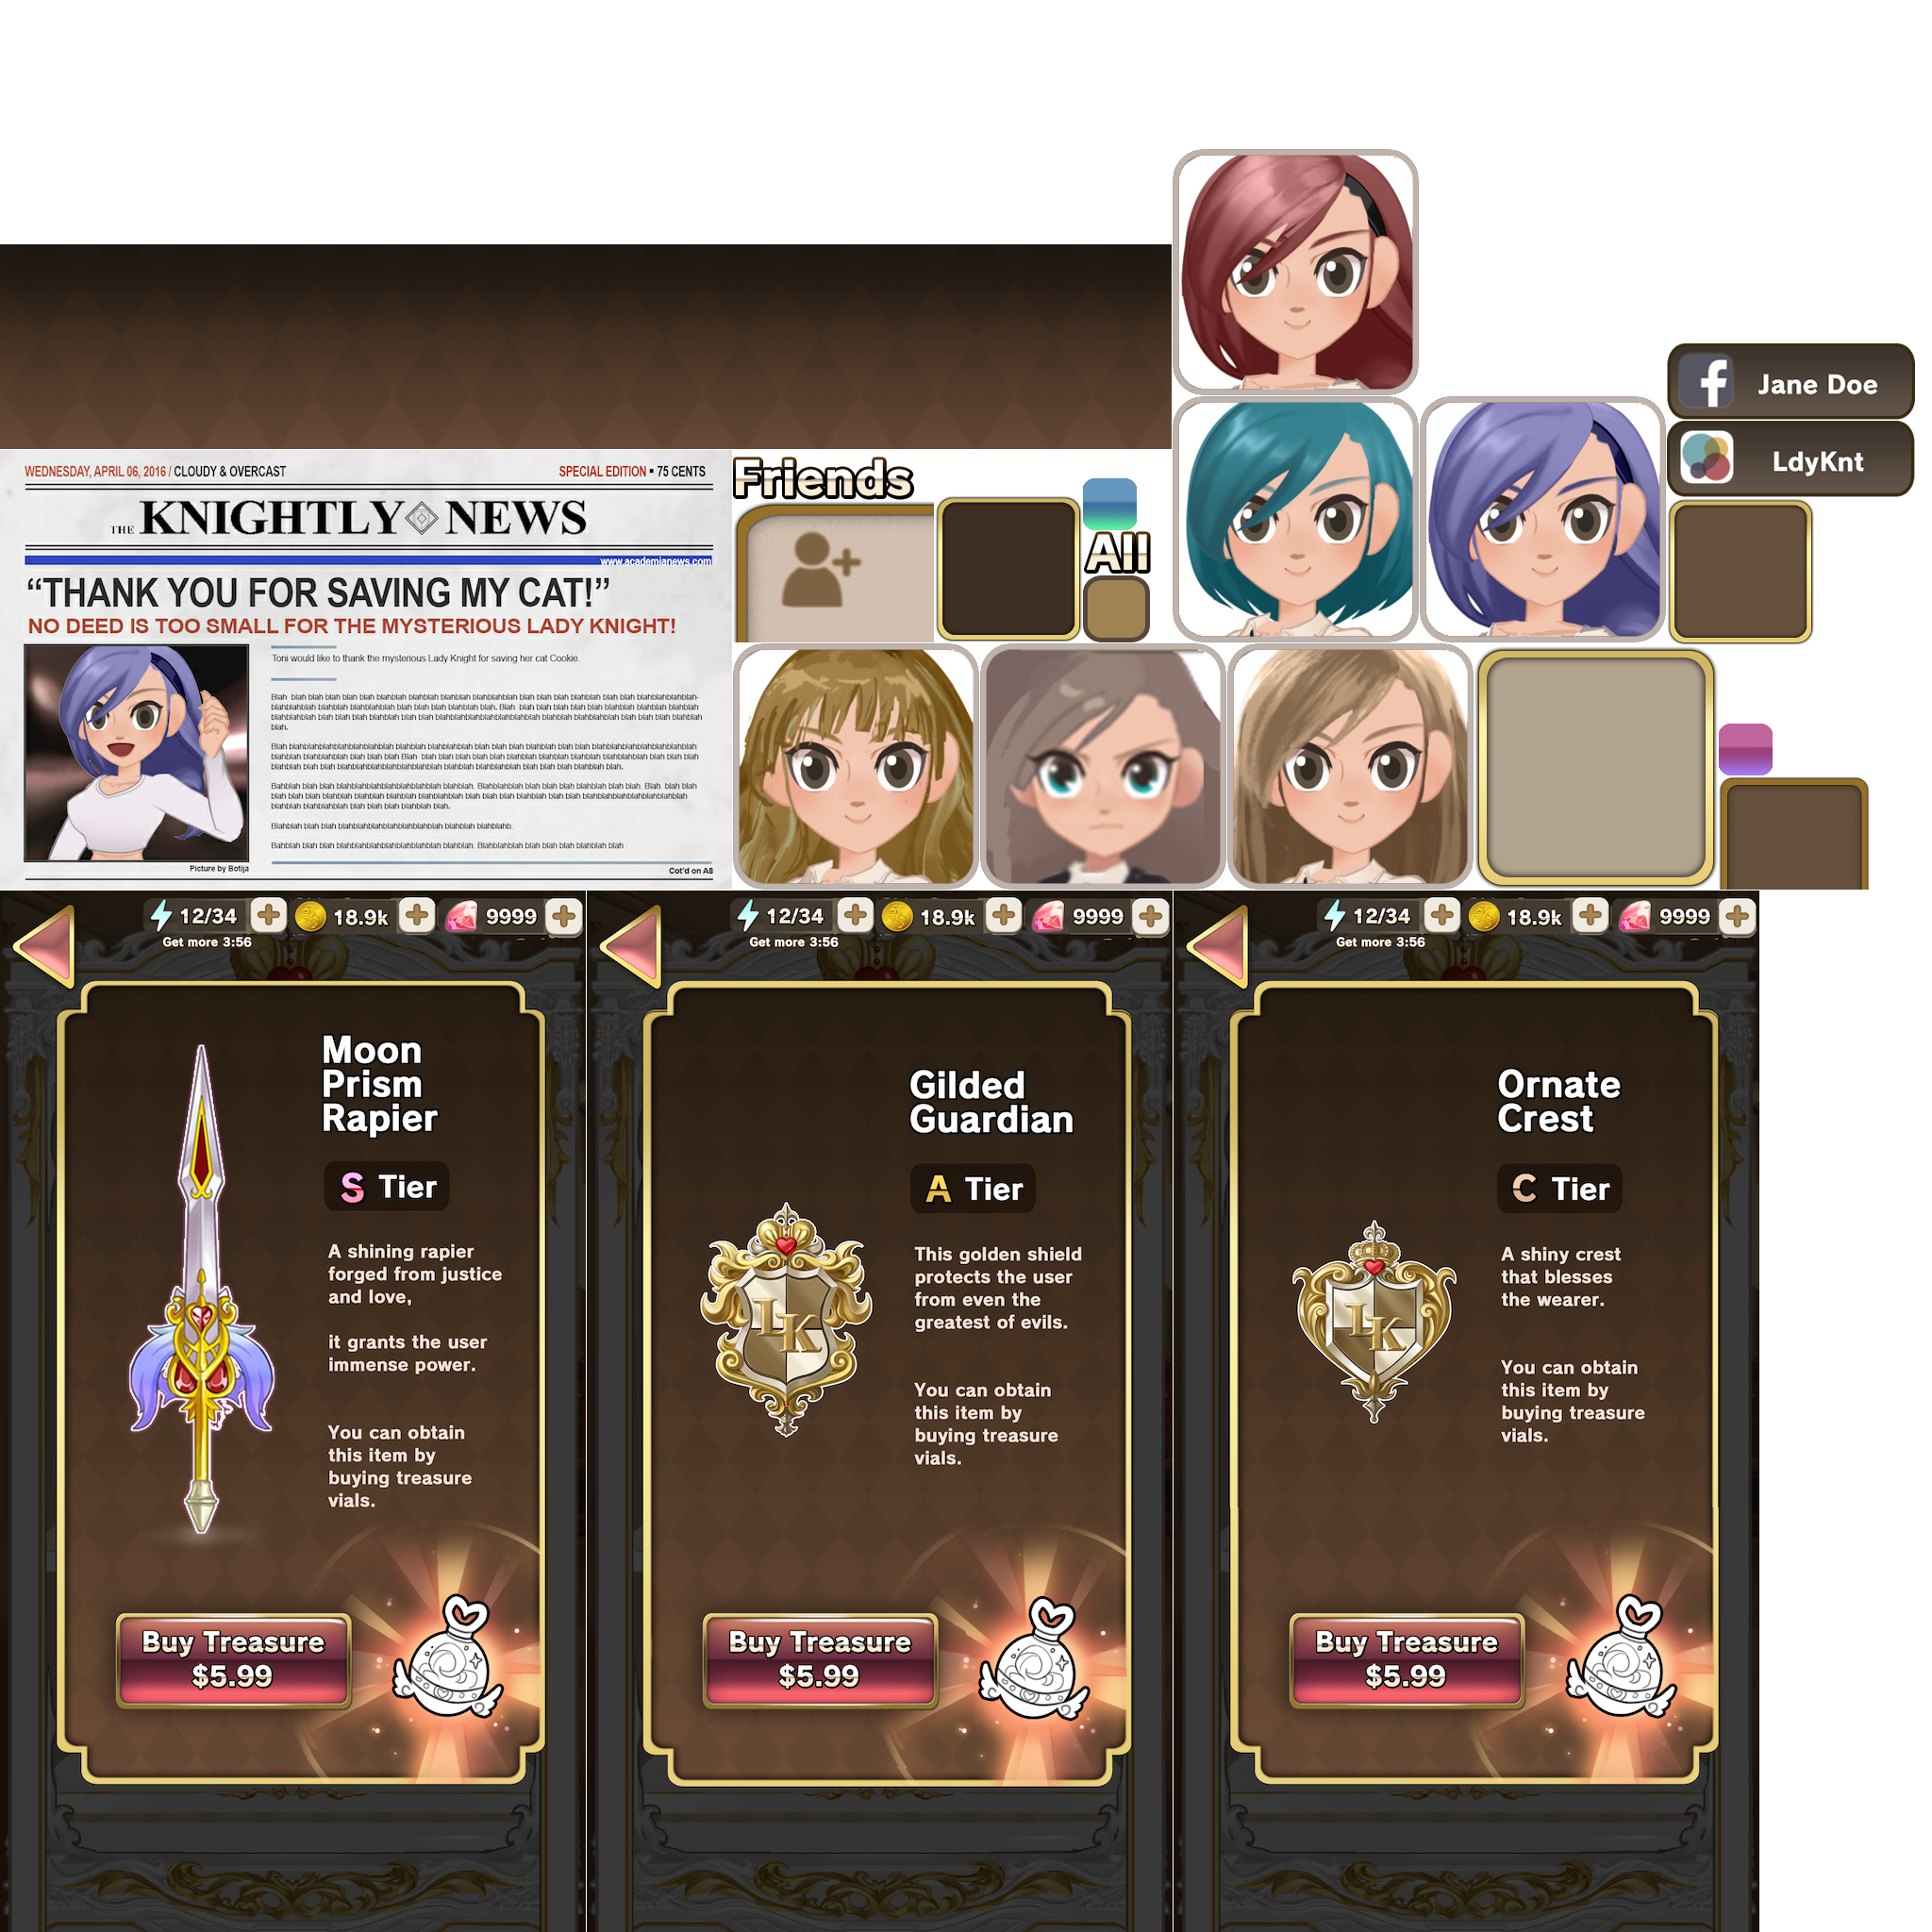 Jane Doe
LdyKnt
WEDNESDAY, APRIL 06, 2016 / CLOUDY & OVERCAST
SPECIAL EDITION ▪ 75 CENTS
THE KNIGHTLY NEWS
www.academianews.com
“THANK YOU FOR SAVING MY CAT!”
NO DEED IS TOO SMALL FOR THE MYSTERIOUS LADY KNIGHT!
Toni would like to thank the mysterious Lady Knight for saving her cat Cookie.
Picture by Botija
Cot'd on A8
Friends
All
12/34
18.9k
9999
Get more 3:56
Moon
Prism
Rapier
S Tier
A shining rapier
forged from justice
and love,
it grants the user
immense power.
You can obtain
this item by
buying treasure
vials.
Buy Treasure
$5.99
12/34
18.9k
9999
Get more 3:56
Gilded
Guardian
A Tier
LK
This golden shield
protects the user
from even the
greatest of evils.
You can obtain
this item by
buying treasure
vials.
Buy Treasure
$5.99
12/34
18.9k
9999
Get more 3:56
Ornate
Crest
C Tier
LK
A shiny crest
that blesses
the wearer.
You can obtain
this item by
buying treasure
vials.
Buy Treasure
$5.99